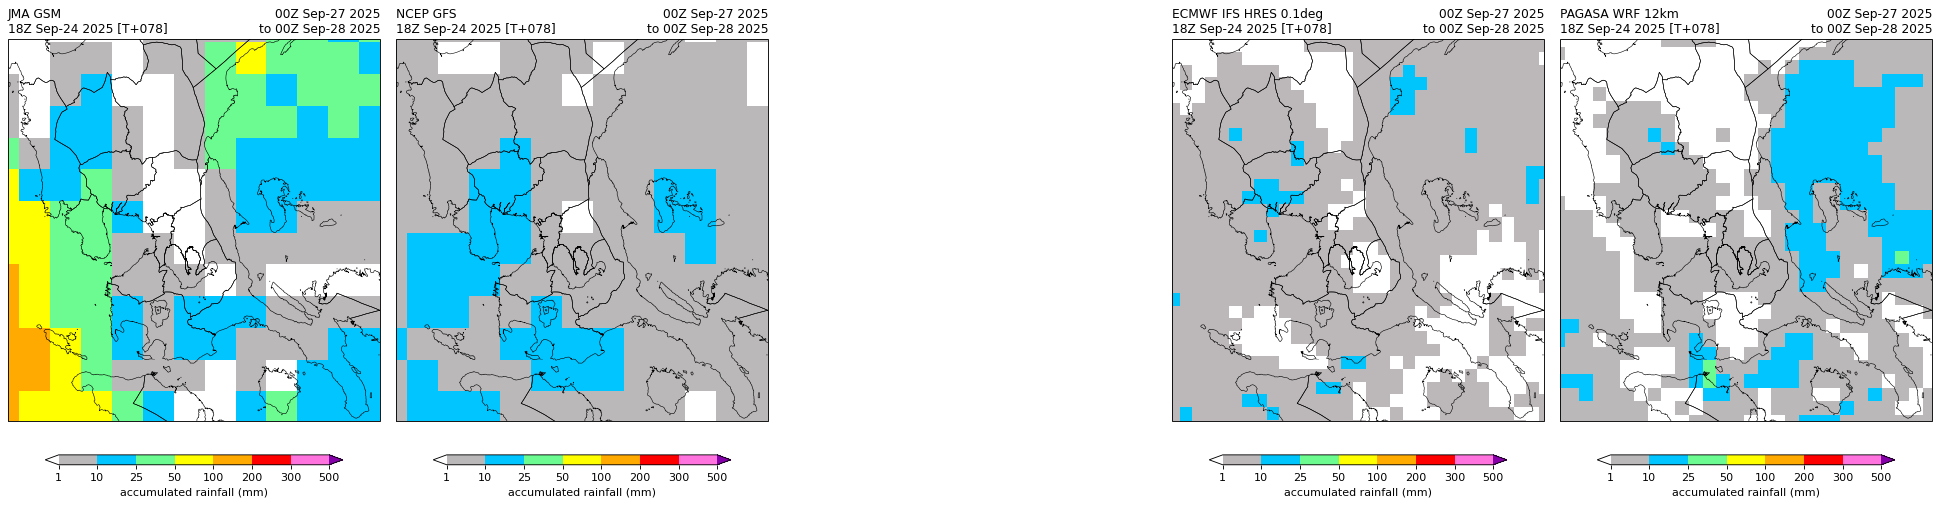 JMA GSM 00Z Sep-27 2025
18Z Sep-24 2025 [T+078] to 00Z Sep-28 2025
1 10 25 50 100 200 300 500
accumulated rainfall (mm)
NCEP GFS 00Z Sep-27 2025
18Z Sep-24 2025 [T+078] to 00Z Sep-28 2025
1 10 25 50 100 200 300 500
accumulated rainfall (mm)
ECMWF IFS HRES 0.1deg 00Z Sep-27 2025
18Z Sep-24 2025 [T+078] to 00Z Sep-28 2025
1 10 25 50 100 200 300 500
accumulated rainfall (mm)
PAGASA WRF 12km 00Z Sep-27 2025
18Z Sep-24 2025 [T+078] to 00Z Sep-28 2025
1 10 25 50 100 200 300 500
accumulated rainfall (mm)